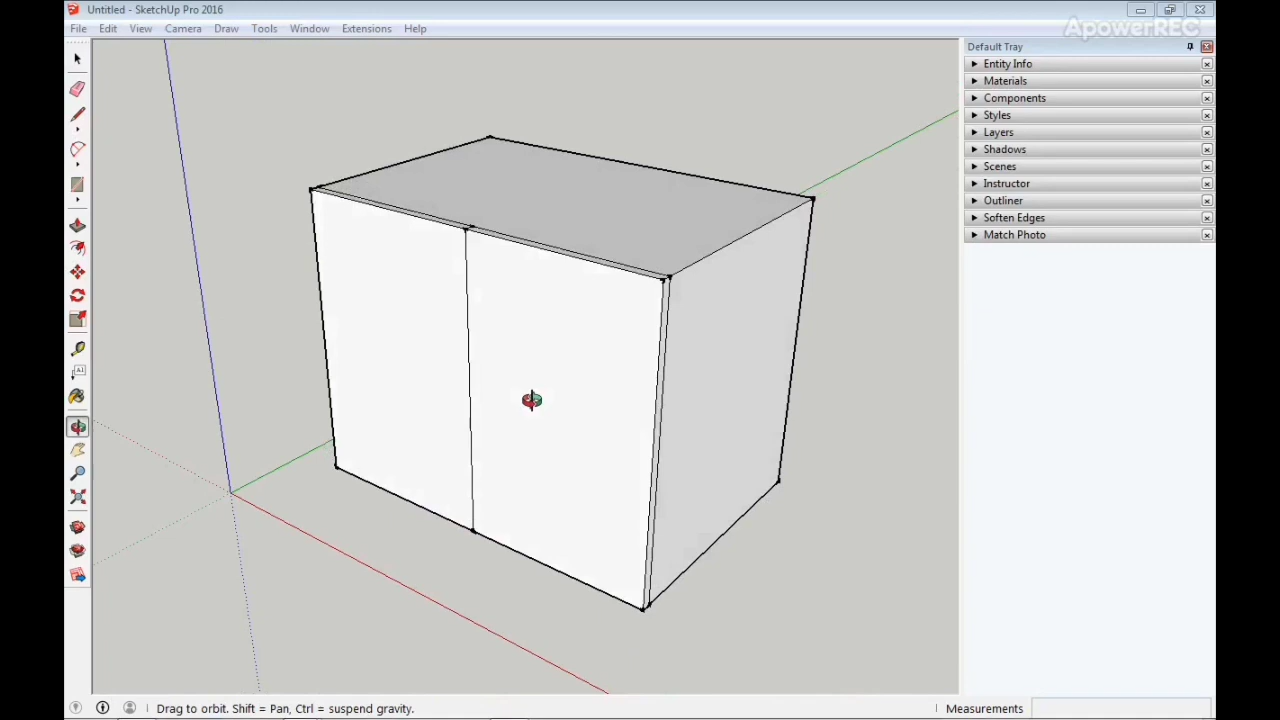 Untitled - SketchUp Pro 2016
File Edit View Camera Draw Tools Window Extensions Help
ApowerREC
Default Tray
Entity Info
Materials
Components
Styles
Layers
Shadows
Scenes
Instructor
Outliner
Soften Edges
Match Photo
Drag to orbit. Shift = Pan, Ctrl = suspend gravity.
Measurements